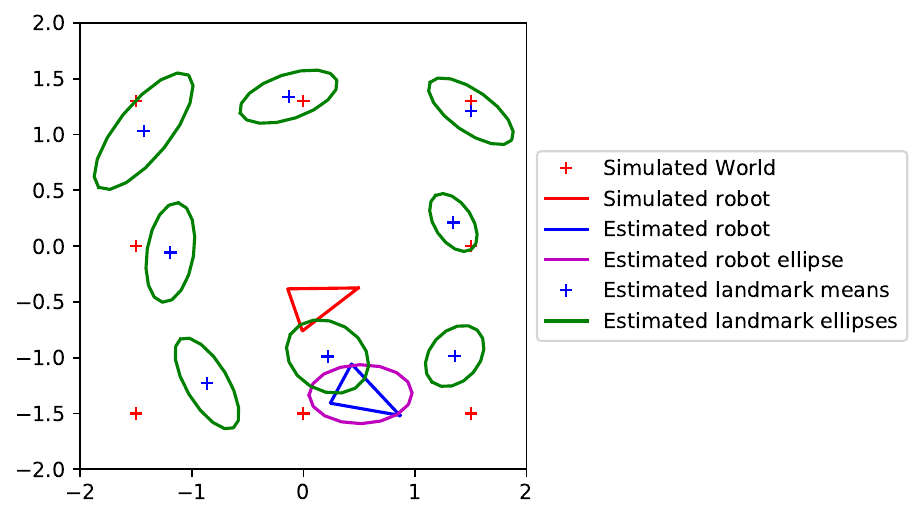 2.0
1.5
1.0
0.5
0.0
−0.5
−1.0
−1.5
−2.0
−2
−1
0
1
2
Simulated World
Simulated robot
Estimated robot
Estimated robot ellipse
Estimated landmark means
Estimated landmark ellipses